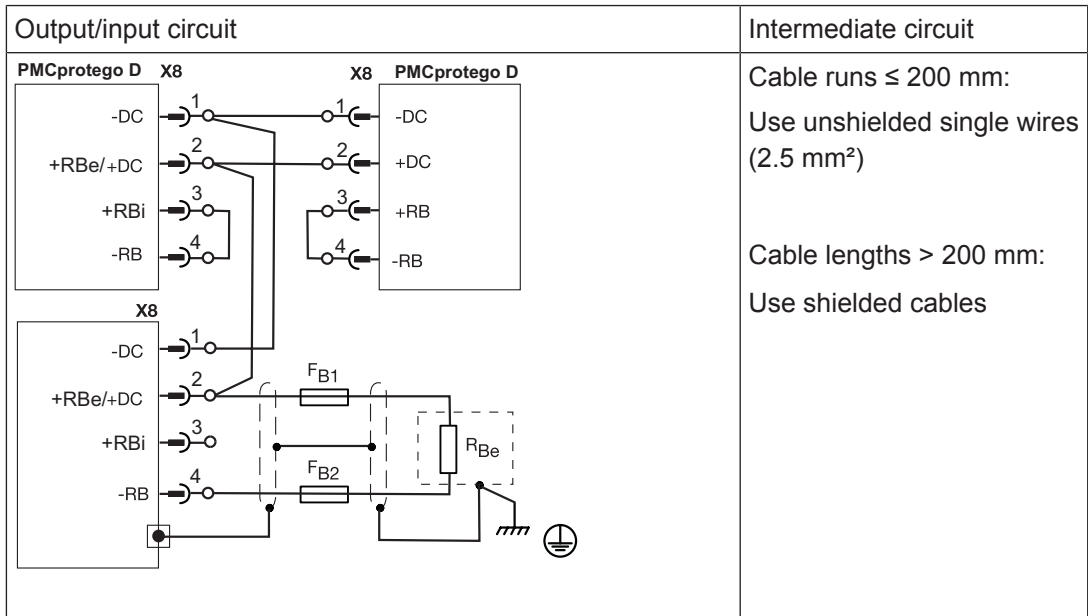 Output/input circuit
Intermediate circuit
PMCprotego D X8
X8 PMCprotego D
-DC 1
1 -DC
+RBe/+DC 2
2 +DC
+RBi 3
3 +RB
-RB 4
4 -RB
X8
-DC 1
+RBe/+DC 2
+RBi 3
-RB 4
FB1
FB2
RBe
Cable runs ≤ 200 mm:
Use unshielded single wires
(2.5 mm²)
Cable lengths > 200 mm:
Use shielded cables